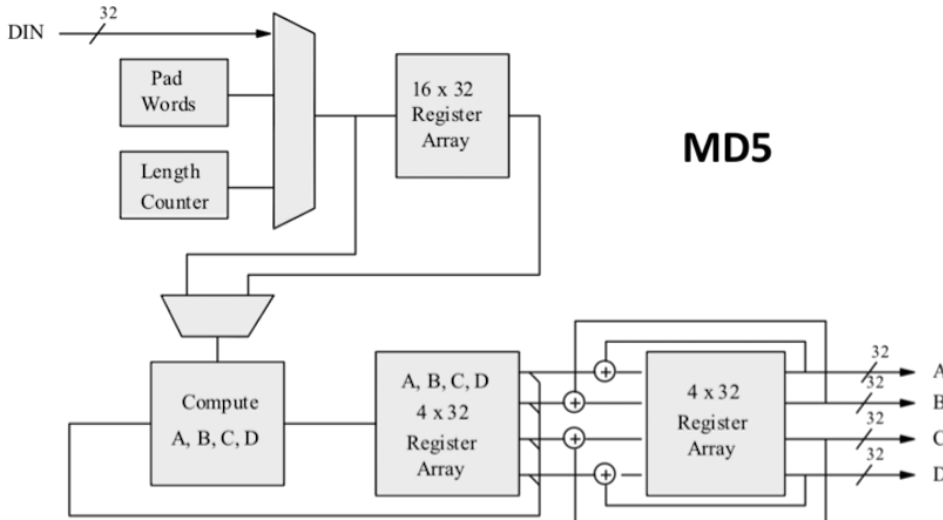 32
DIN
Pad
Words
Length
Counter
16 x 32
Register
Array
MD5
Compute
A, B, C, D
A, B, C, D
4 x 32
Register
Array
4 x 32
Register
Array
32
A
32
B
32
C
32
D